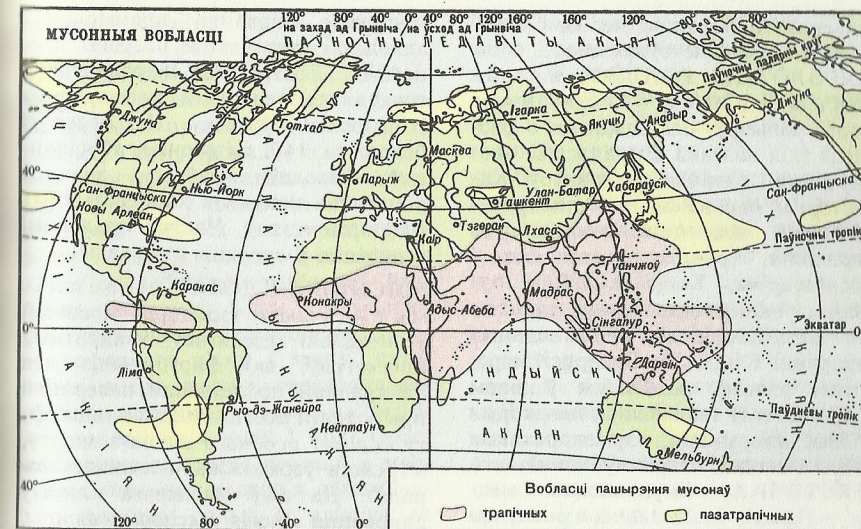 МУСОННЫЯ ВОБЛАСЦІ
120° 80° 40° 0° 40° 80° 120° 160° 120° 80°
на захад ад Грынвіча /на ўсход ад Грынвіча
ПАЎНОЧНЫ ЛЕДАВІТЫ АКІЯН
Паўночны палярны круг
Джуна
Готхаб
Ігарка
Якуцк
Анадыр
Джуна
Масква
40°
Парыж
Улан-Батар
Хабараўск
40°
Сан-Францыска
Нью-Йорк
Ташкент
Сан-Францыска
Новы Арлеан
Каір
Тэгеран
Лхаса
Паўночны тропік
Гуанчжоў
Каракас
Конакры
Мадрас
Адыс-Абеба
Сінгапур
0°
Экватар
0°
Ліма
Дарвін
ІНДЫЙСКІ
Рыо-дэ-Жанейра
Паўднёвы тропік
Кейптаўн
АКІЯН
Мельбурн
40°
Вобласці пашырэння мусонаў
трапічных
пазатрапічных
120° 80° 40° 0°